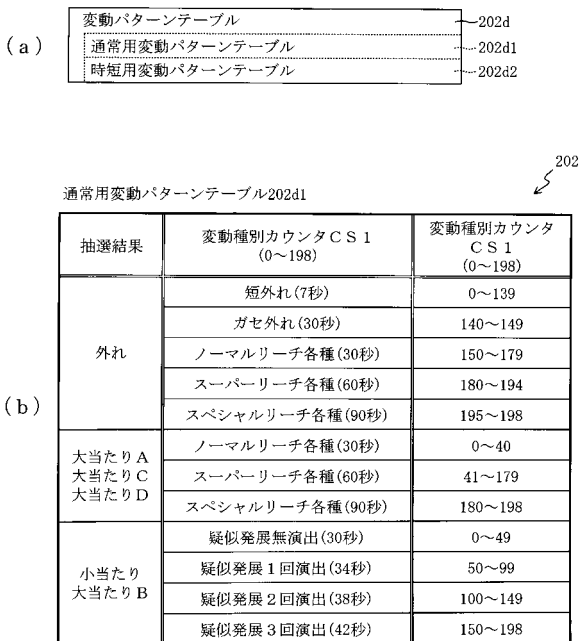 (a)
変動パターンテーブル 202d
通常用変動パターンテーブル 202d1
時短用変動パターンテーブル 202d2
202
通常用変動パターンテーブル202d1
(b)
抽選結果 変動種別カウンタCS1 (0～198) 変動種別カウンタ CS1 (0～198)
外れ
短外れ(7秒) 0～139
ガセ外れ(30秒) 140～149
ノーマルリーチ各種(30秒) 150～179
スーパーリーチ各種(60秒) 180～194
スペシャルリーチ各種(90秒) 195～198
大当たりA
大当たりC
大当たりD
ノーマルリーチ各種(30秒) 0～40
スーパーリーチ各種(60秒) 41～179
スペシャルリーチ各種(90秒) 180～198
小当たり
大当たりB
疑似発展無演出(30秒) 0～49
疑似発展1回演出(34秒) 50～99
疑似発展2回演出(38秒) 100～149
疑似発展3回演出(42秒) 150～198